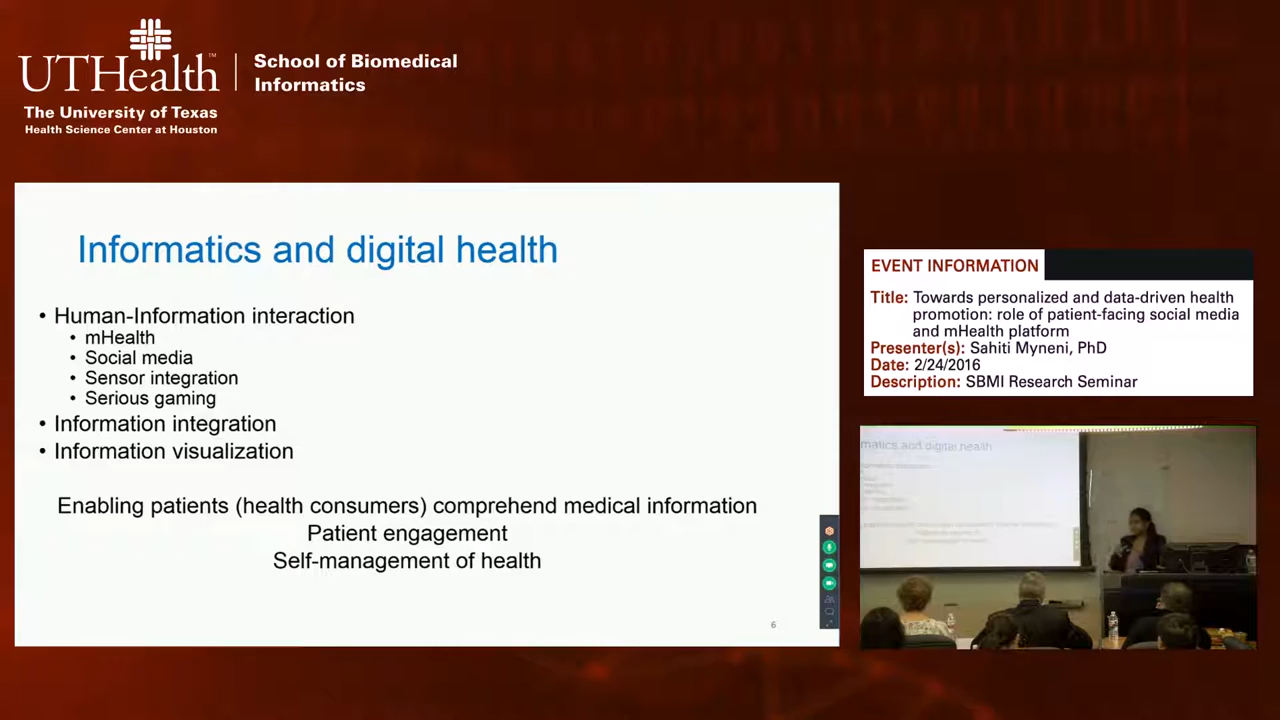 UTHealth™
School of Biomedical
Informatics
The University of Texas
Health Science Center at Houston
Informatics and digital health
• Human-Information interaction
• mHealth
• Social media
• Sensor integration
• Serious gaming
• Information integration
• Information visualization
Enabling patients (health consumers) comprehend medical information
Patient engagement
Self-management of health
6
EVENT INFORMATION
Title: Towards personalized and data-driven health
promotion: role of patient-facing social media
and mHealth platform
Presenter(s): Sahiti Myneni, PhD
Date: 2/24/2016
Description: SBMI Research Seminar
matics and digital health